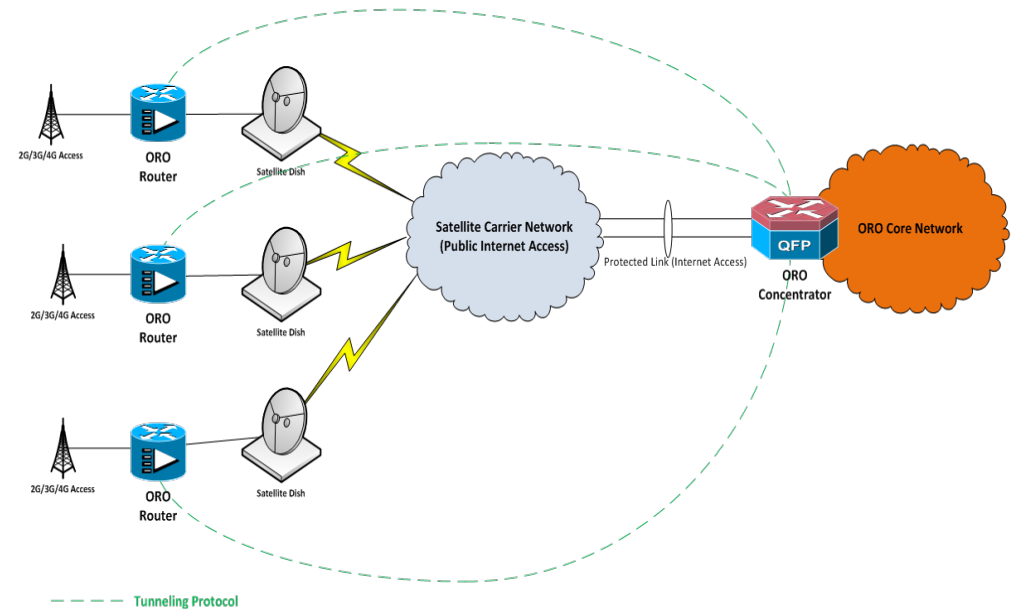 2G/3G/4G Access
ORO
Router
Satellite Dish
Satellite Carrier Network
(Public Internet Access)
Protected Link (Internet Access)
QFP
ORO
Concentrator
ORO Core Network
2G/3G/4G Access
ORO
Router
Satellite Dish
2G/3G/4G Access
ORO
Router
Satellite Dish
Tunneling Protocol